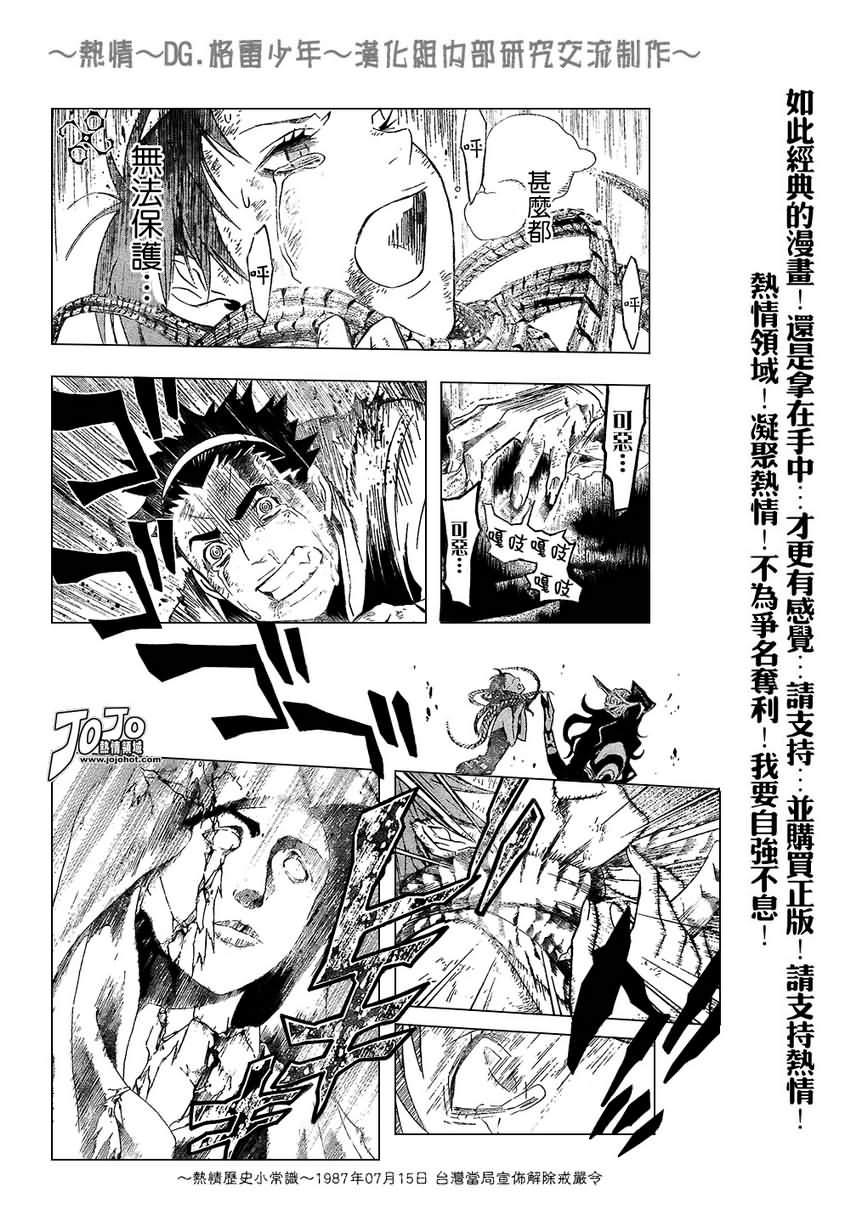 ～熱情～DG.格雷少年～漢化組內部研究交流制作～
如此經典的漫畫！還是拿在手中…才更有感覺…請支持…並購買正版！請支持熱情！
熱情領域！凝聚熱情！不為爭名奪利！我要自強不息！
呼
甚麼都
無法保護…
呼
呼
呼
可惡…
可惡…
嘎吱嘎吱
嘎吱嘎吱
ゴゴゴ
JOJO
熱情領域
www.jojohot.com
～熱情歷史小常識～1987年07月15日 台灣當局宣佈解除戒嚴令